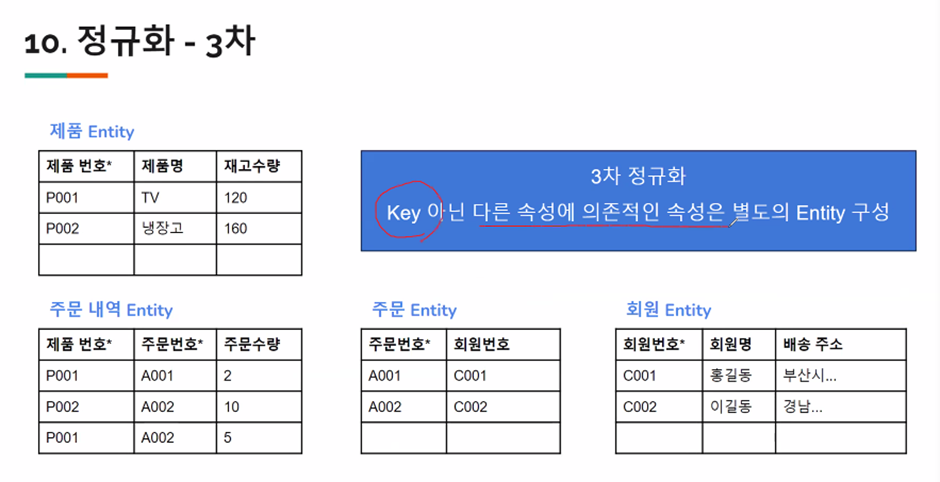 10. 정규화 - 3차
제품 Entity
제품 번호* 제품명 재고수량
P001 TV 120
P002 냉장고 160
3차 정규화
Key 아닌 다른 속성에 의존적인 속성은 별도의 Entity 구성
주문 내역 Entity
제품 번호* 주문번호* 주문수량
P001 A001 2
P002 A002 10
P001 A002 5
주문 Entity
주문번호* 회원번호
A001 C001
A002 C002
회원 Entity
회원번호* 회원명 배송 주소
C001 홍길동 부산시...
C002 이길동 경남...